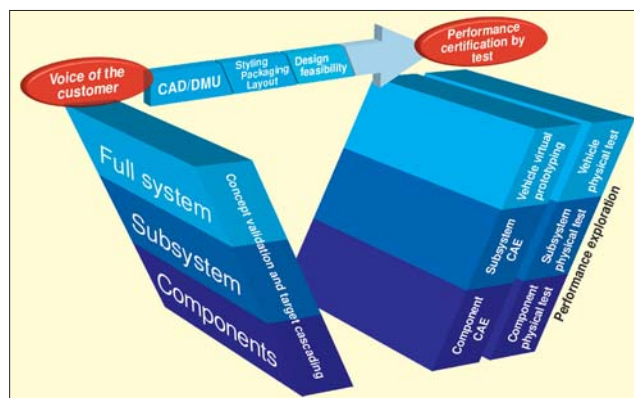 Voice of the
customer
CAD/DMU
Styling
Packaging
Layout
Design
feasibility
Performance
certification by
test
Full system
Subsystem
Components
Concept validation and target cascading
Vehicle virtual
prototyping
Vehicle physical test
Subsystem
CAE
Subsystem
physical test
Component
CAE
Component
physical test
Performance exploration